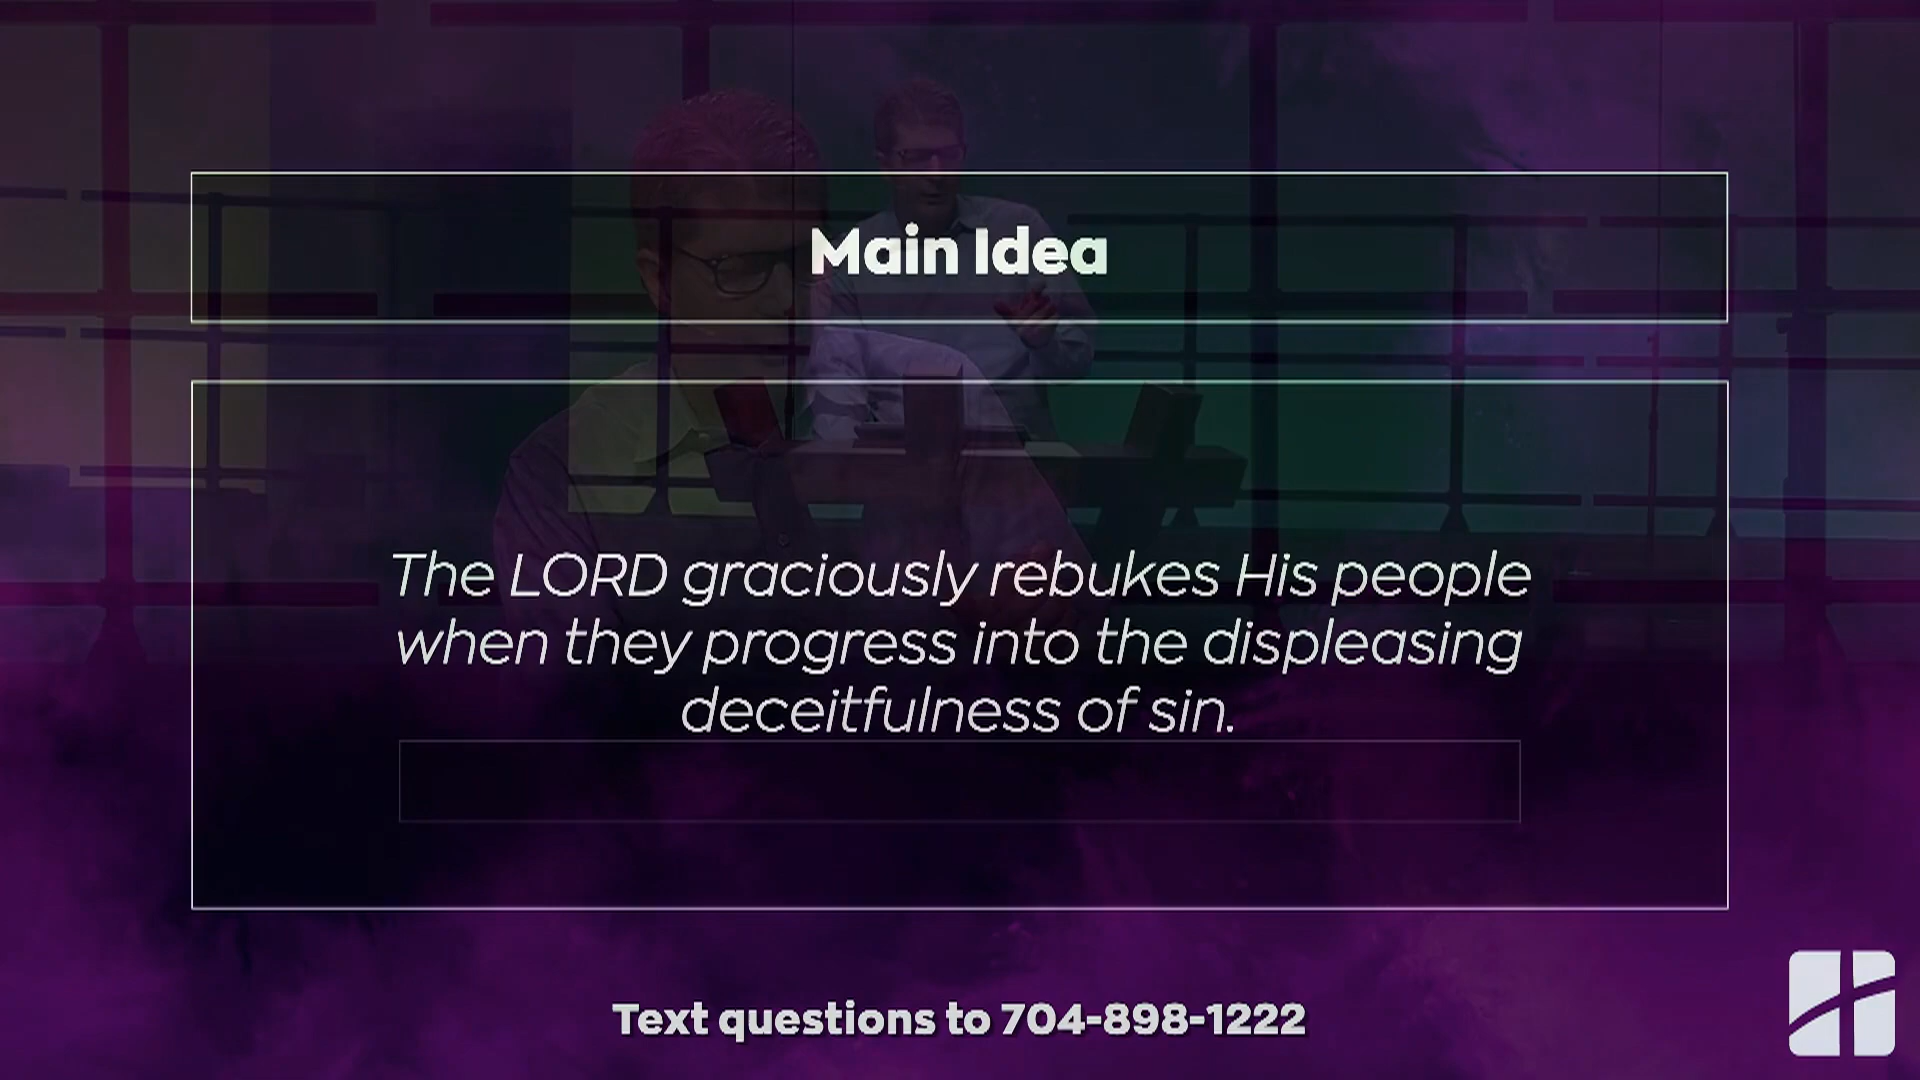 Main Idea
The LORD graciously rebukes His people
when they progress into the displeasing
deceitfulness of sin.
Text questions to 704-898-1222